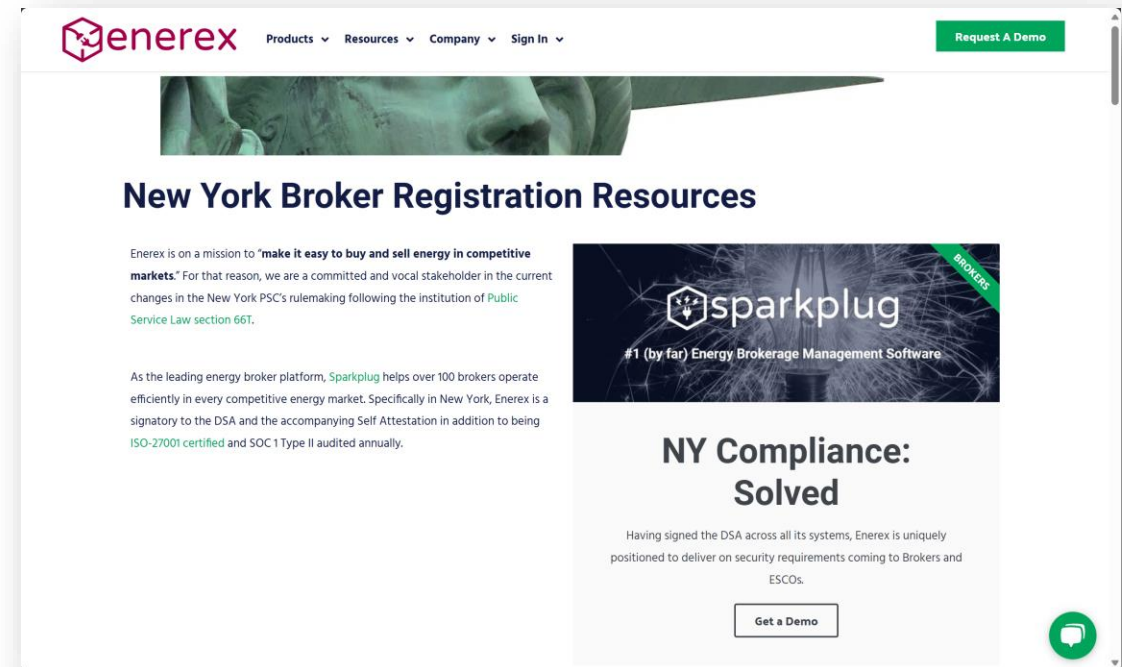 enerex
Products Resources Company Sign In
Request A Demo
New York Broker Registration Resources
Enerex is on a mission to "make it easy to buy and sell energy in competitive
markets." For that reason, we are a committed and vocal stakeholder in the current
changes in the New York PSC's rulemaking following the institution of Public
Service Law section 66T.
As the leading energy broker platform, Sparkplug helps over 100 brokers operate
efficiently in every competitive energy market. Specifically in New York, Enerex is a
signatory to the DSA and the accompanying Self Attestation in addition to being
ISO-27001 certified and SOC 1 Type II audited annually.
BROKERS
sparkplug
#1 (by far) Energy Brokerage Management Software
NY Compliance:
Solved
Having signed the DSA across all its systems, Enerex is uniquely
positioned to deliver on security requirements coming to Brokers and
ESCOs.
Get a Demo